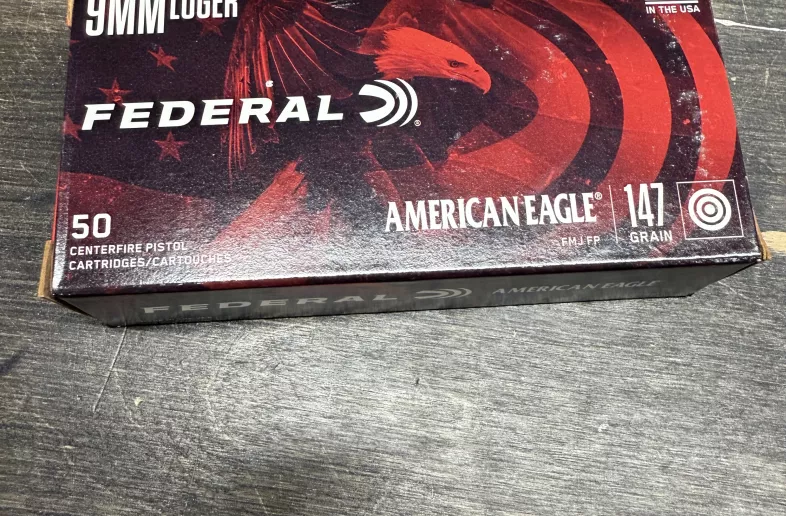 9MM LUGER
IN THE USA
FEDERAL
®
AMERICAN EAGLE®
147
GRAIN
FMJ FP
50
CENTERFIRE PISTOL
CARTRIDGES/CARTOUCHES
FEDERAL
AMERICAN EAGLE